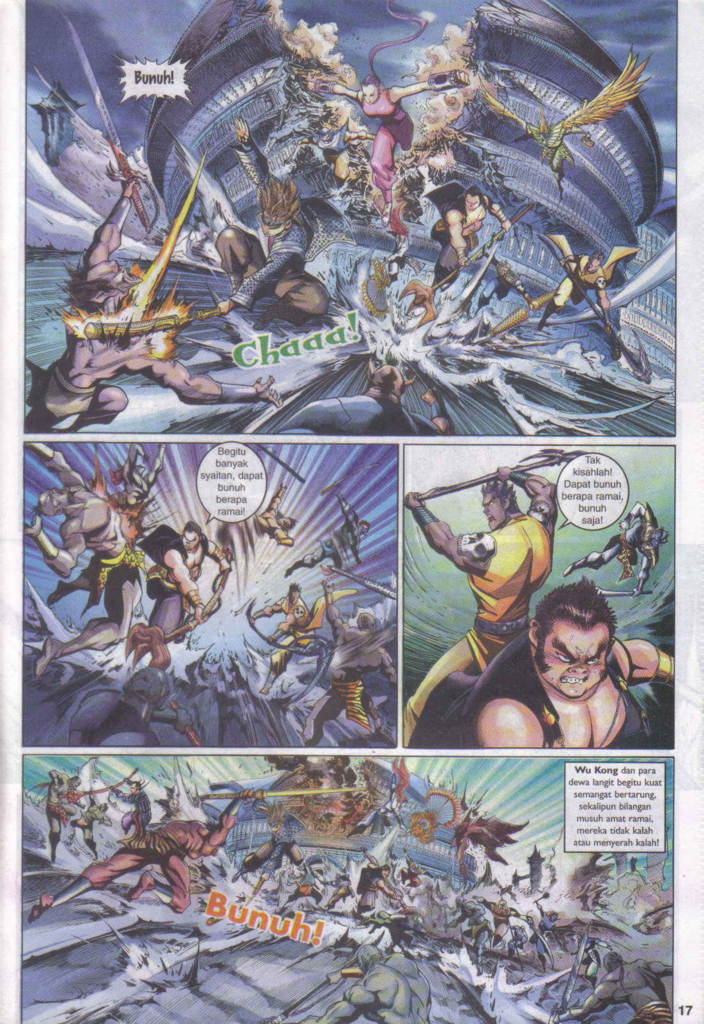 Bunuh!
Chaaa!
Begitu
banyak
syaitan, dapat
bunuh
berapa
ramai!
Tak
kisahlah!
Dapat bunuh
berapa ramai,
bunuh
saja!
Wu Kong dan para
dewa langit begitu kuat
semangat bertarung,
sekalipun bilangan
musuh amat ramai,
mereka tidak kalah
atau menyerah kalah!
Bunuh!
17